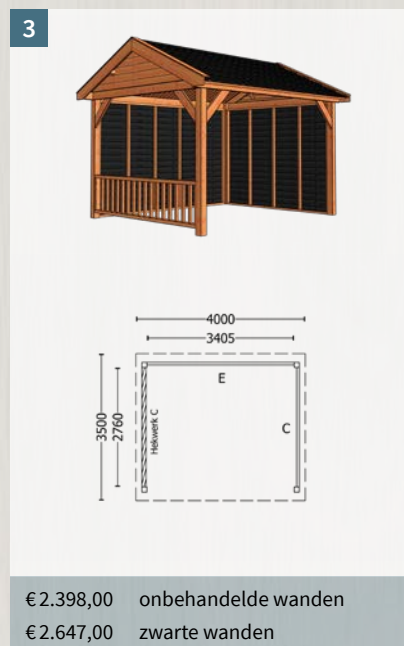 3
4000
3405
3500
2760
Hekwerk C
E
C
€ 2.398,00 onbehandelde wanden
€ 2.647,00 zwarte wanden